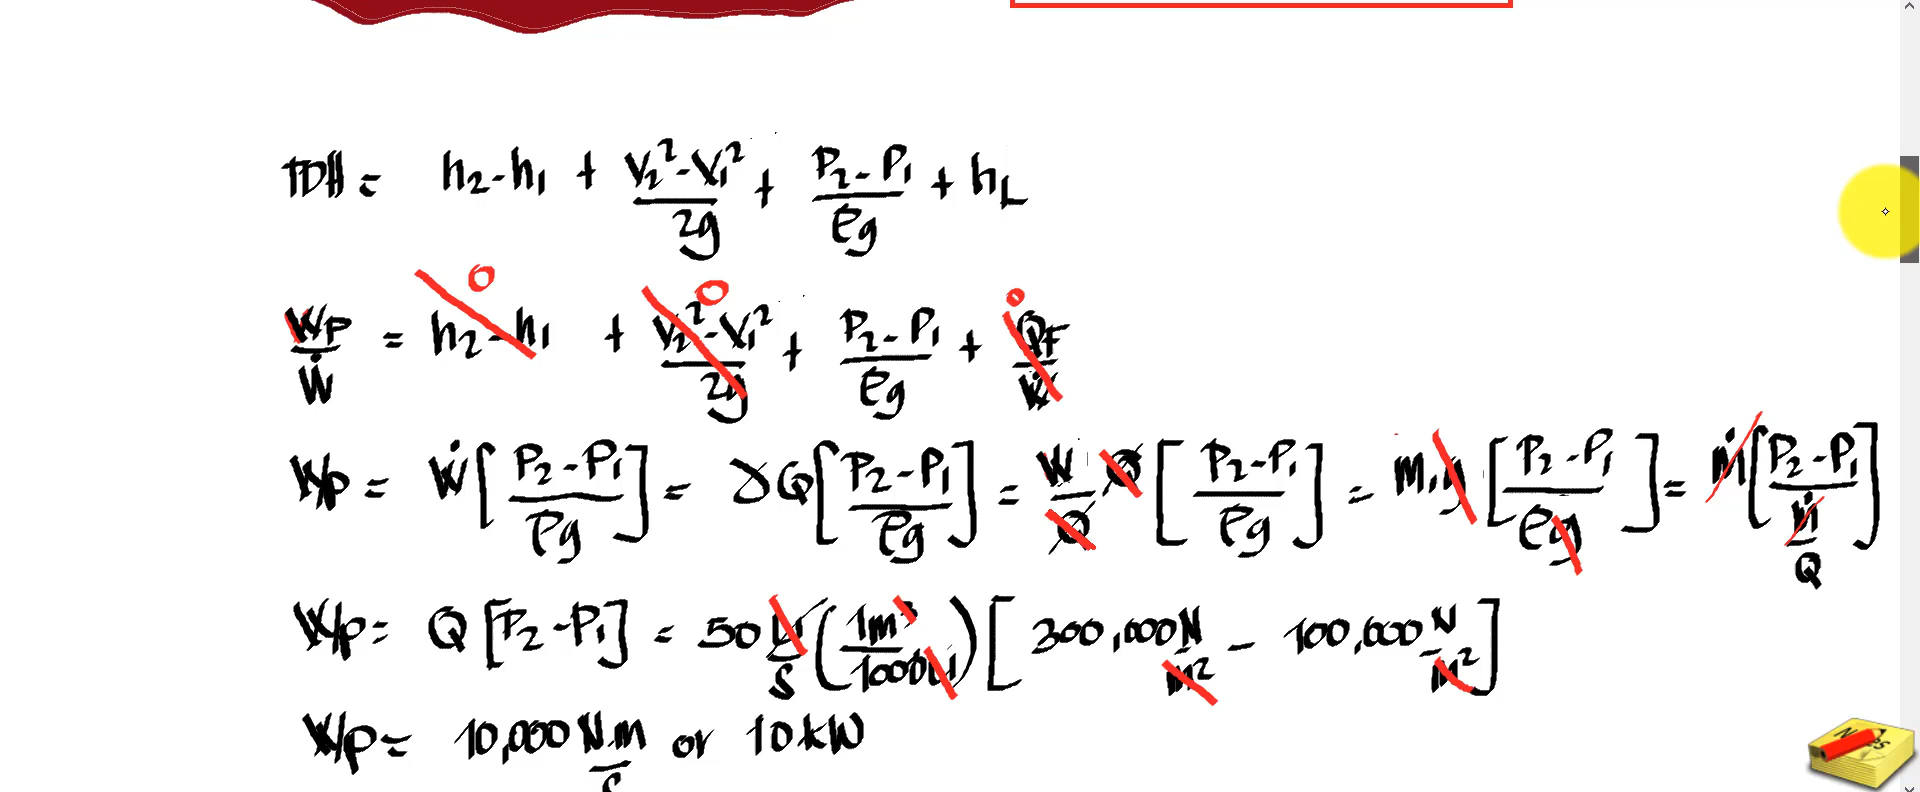 TDH = h₂-h₁ + (V₂²-V₁²)/2g + (P₂-P₁)/ρg + hL
Wp/Ẇ = h₂-h₁ 0 + (V₂²-V₁²)/2g 0 + (P₂-P₁)/ρg + QF/Ẇ 0
Wp = Ẇ[(P₂-P₁)/ρg] = γQ[(P₂-P₁)/ρg] = W/Q Q[(P₂-P₁)/ρg] = m.g[(P₂-P₁)/ρg] = ṁ[(P₂-P₁)/(ṁ/Q)]
Wp = Q[P₂-P₁] = 50 li/s (1m³/1000li)[300,000 N/m² - 100,000 N/m²]
Wp = 10,000 N.m/s or 10kW